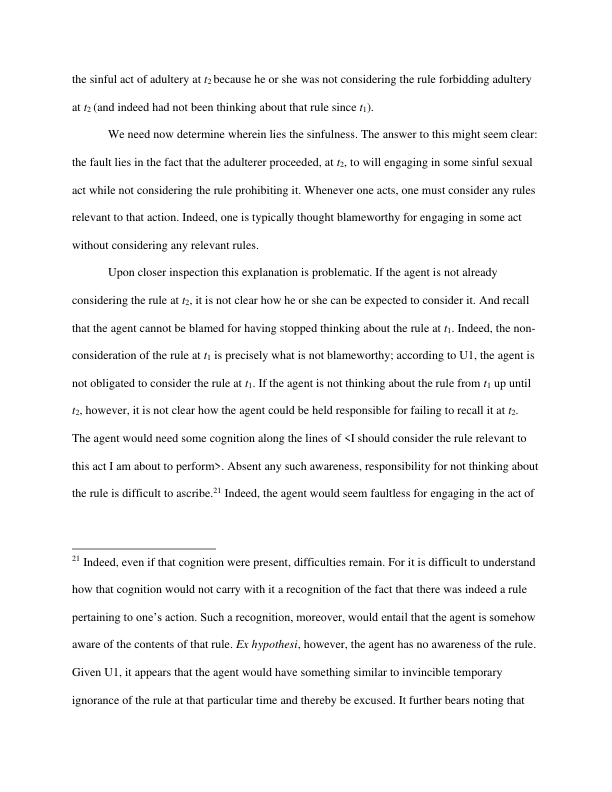 the sinful act of adultery at t2 because he or she was not considering the rule forbidding adultery
at t2 (and indeed had not been thinking about that rule since t1).
We need now determine wherein lies the sinfulness. The answer to this might seem clear:
the fault lies in the fact that the adulterer proceeded, at t2, to will engaging in some sinful sexual
act while not considering the rule prohibiting it. Whenever one acts, one must consider any rules
relevant to that action. Indeed, one is typically thought blameworthy for engaging in some act
without considering any relevant rules.
Upon closer inspection this explanation is problematic. If the agent is not already
considering the rule at t2, it is not clear how he or she can be expected to consider it. And recall
that the agent cannot be blamed for having stopped thinking about the rule at t1. Indeed, the non-
consideration of the rule at t1 is precisely what is not blameworthy; according to U1, the agent is
not obligated to consider the rule at t1. If the agent is not thinking about the rule from t1 up until
t2, however, it is not clear how the agent could be held responsible for failing to recall it at t2.
The agent would need some cognition along the lines of <I should consider the rule relevant to
this act I am about to perform>. Absent any such awareness, responsibility for not thinking about
the rule is difficult to ascribe.21 Indeed, the agent would seem faultless for engaging in the act of
21 Indeed, even if that cognition were present, difficulties remain. For it is difficult to understand
how that cognition would not carry with it a recognition of the fact that there was indeed a rule
pertaining to one's action. Such a recognition, moreover, would entail that the agent is somehow
aware of the contents of that rule. Ex hypothesi, however, the agent has no awareness of the rule.
Given U1, it appears that the agent would have something similar to invincible temporary
ignorance of the rule at that particular time and thereby be excused. It further bears noting that